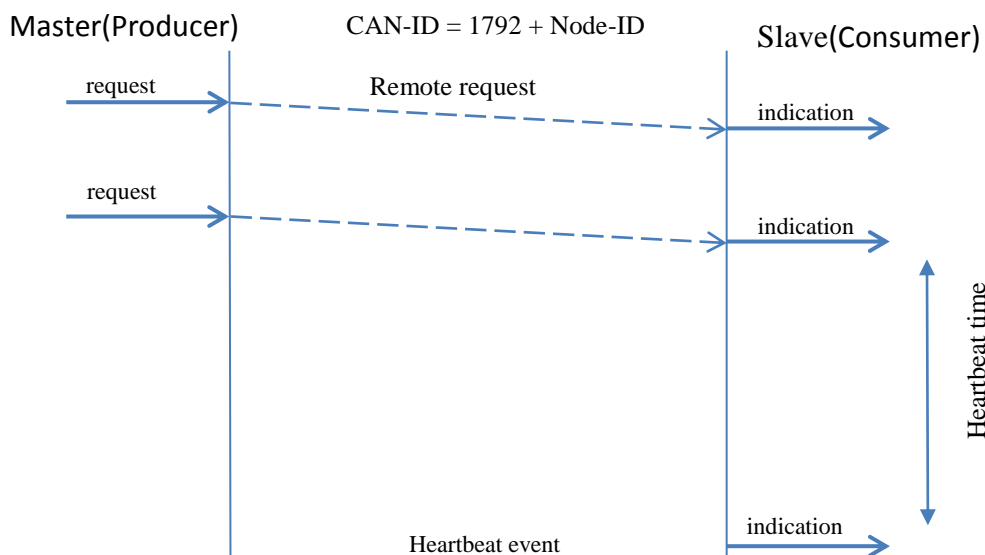 Master(Producer)
CAN-ID = 1792 + Node-ID
Slave(Consumer)
request
Remote request
indication
request
indication
Heartbeat time
Heartbeat event
indication